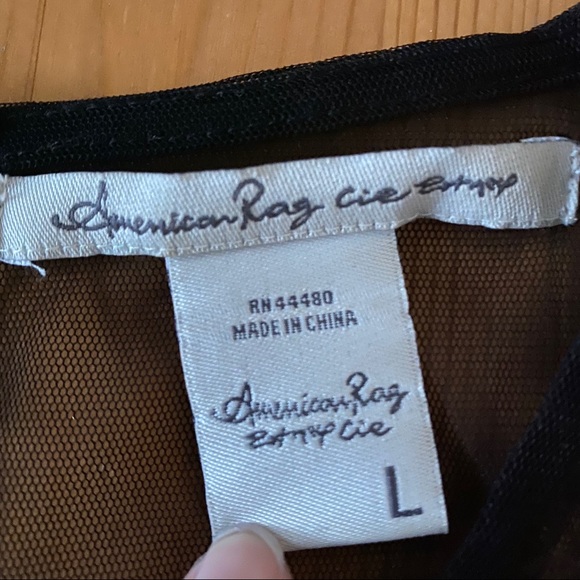 American Rag Cie
RN 44480
MADE IN CHINA
American Rag
Cie
L